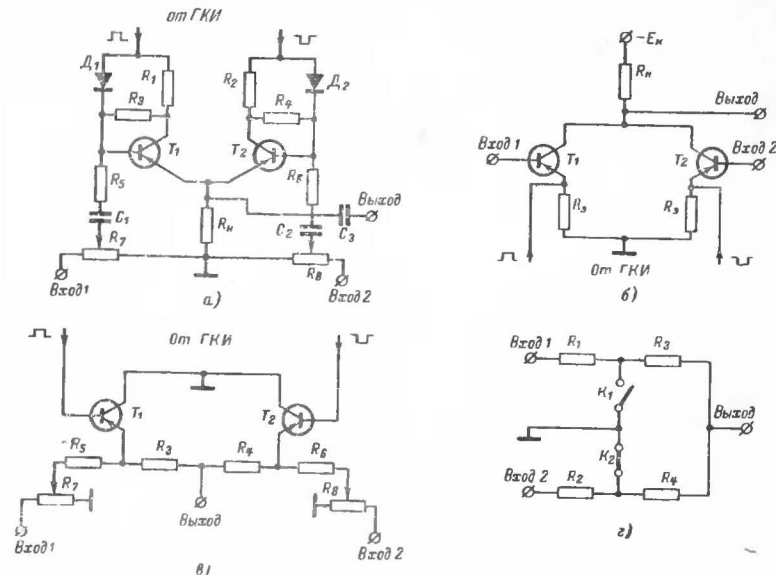 от ГКИ
Д₁
R₁
R₃
T₁
R₅
C₁
R₇
Вход 1
R₂
R₄
Д₂
T₂
R₆
Rн
C₂
C₃
Выход
R₈
Вход 2
а)
-Eк
Rн
Выход
Вход 1
T₁
T₂
Вход 2
Rэ
Rэ
От ГКИ
б)
От ГКИ
T₁
T₂
R₅
R₃
R₄
R₆
R₇
R₈
Выход
Вход 1
Вход 2
в)
Вход 1
R₁
R₃
K₁
Выход
K₂
Вход 2
R₂
R₄
г)